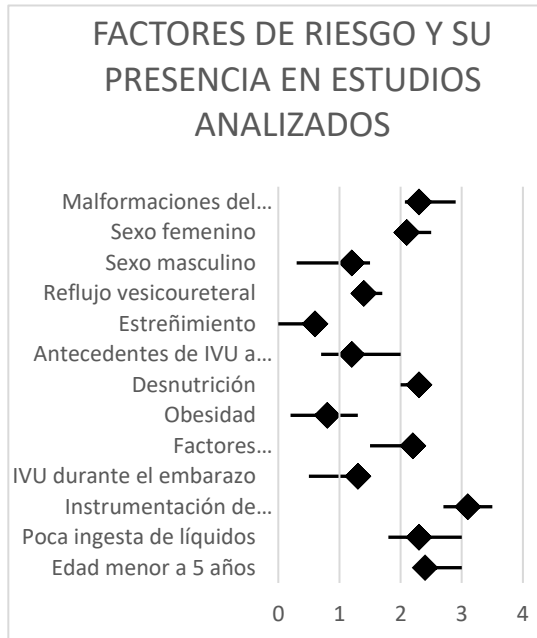 FACTORES DE RIESGO Y SU
PRESENCIA EN ESTUDIOS
ANALIZADOS
Malformaciones del...
Sexo femenino
Sexo masculino
Reflujo vesicoureteral
Estreñimiento
Antecedentes de IVU a...
Desnutrición
Obesidad
Factores...
IVU durante el embarazo
Instrumentación de...
Poca ingesta de líquidos
Edad menor a 5 años
0 1 2 3 4